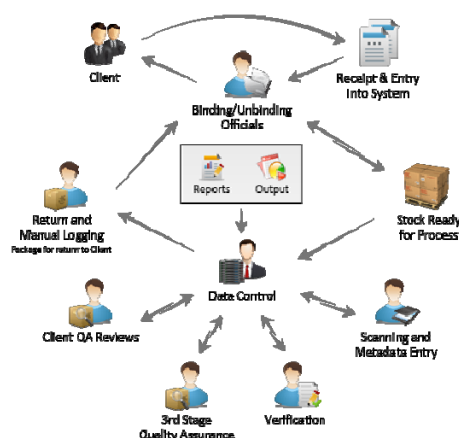 Client
Receipt & Entry
Into System
Binding/Unbinding
Officials
Reports
Output
Return and
Manual Logging
Package for return to Client
Stock Ready
for Process
Data Control
Client QA Reviews
Scanning and
Metadata Entry
3rd Stage
Quality Assurance
Verification